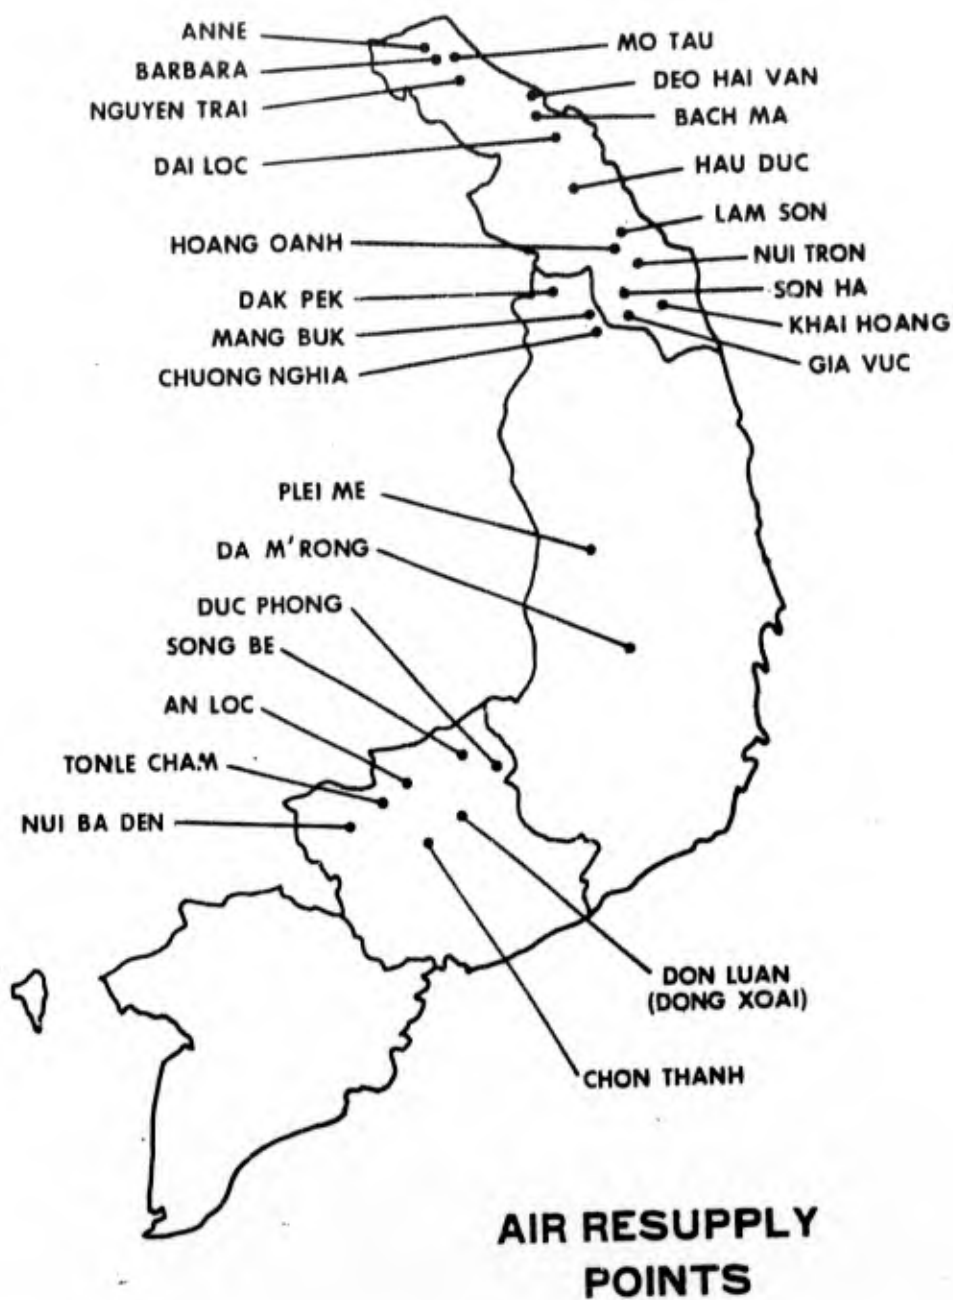 ANNE
MO TAU
BARBARA
DEO HAI VAN
NGUYEN TRAI
BACH MA
DAI LOC
HAU DUC
LAM SON
HOANG OANH
NUI TRON
DAK PEK
SON HA
MANG BUK
KHAI HOANG
CHUONG NGHIA
GIA VUC
PLEI ME
DA M'RONG
DUC PHONG
SONG BE
AN LOC
TONLE CHAM
NUI BA DEN
DON LUAN
(DONG XOAI)
CHON THANH
AIR RESUPPLY
POINTS